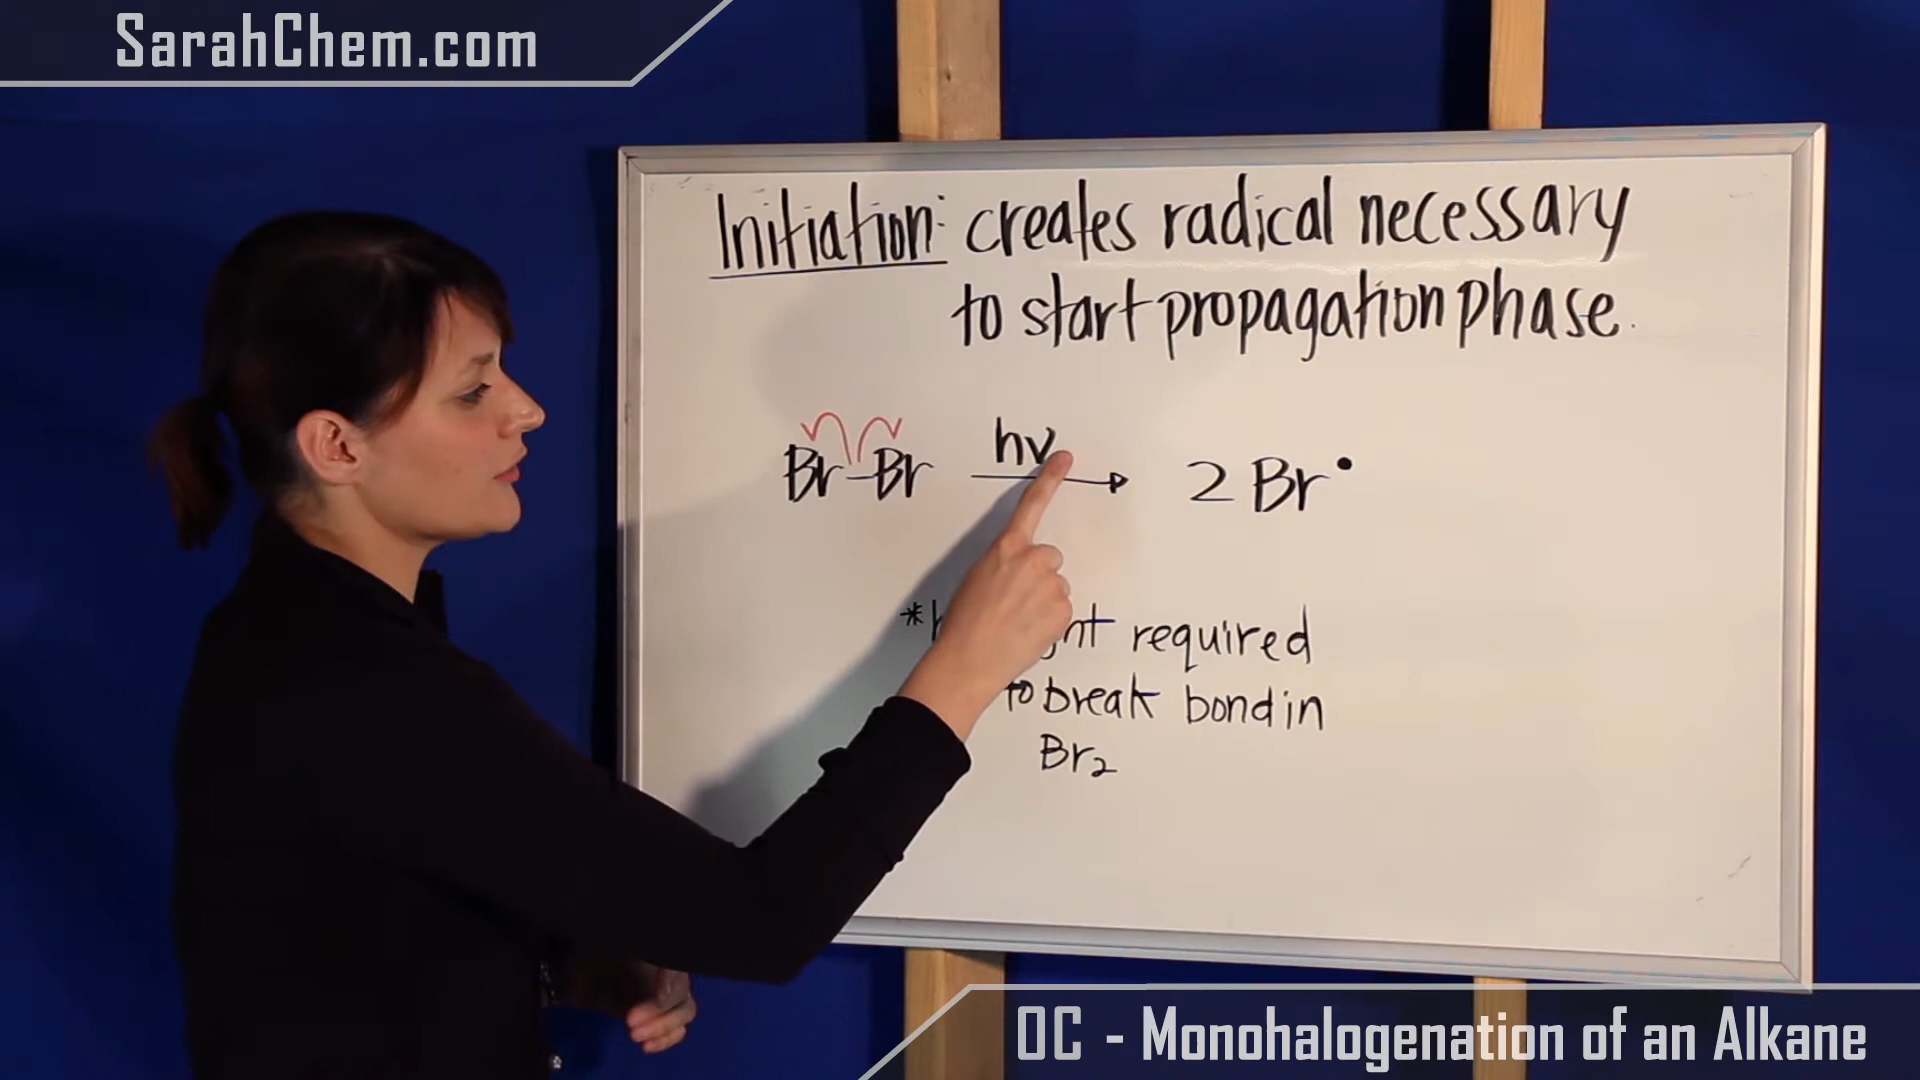 SarahChem.com
Initiation: creates radical necessary
to start propagation phase.
hν
Br–Br → 2 Br•
* required
to break bond in
Br₂
OC - Monohalogenation of an Alkane